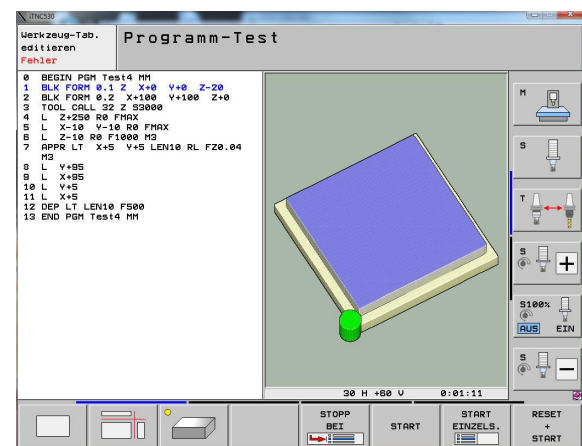 iTNC530
Werkzeug-Tab.
editieren
Fehler
Programm-Test
0 BEGIN PGM Test4 MM
1 BLK FORM 0.1 Z X+0 Y+0 Z-20
2 BLK FORM 0.2 X+100 Y+100 Z+0
3 TOOL CALL 32 Z S3000
4 L Z+250 R0 FMAX
5 L X-10 Y-10 R0 FMAX
6 L Z-10 R0 F1000 M3
7 APPR LT X+5 Y+5 LEN10 RL FZ0.04
M3
8 L Y+95
9 L X+95
10 L Y+5
11 L X+5
12 DEP LT LEN10 F500
13 END PGM Test4 MM
30 H +60 V 0:01:11
M
S
T
S
+
S100%
AUS EIN
S
-
STOPP
BEI
START
START
EINZELS.
RESET
+
START